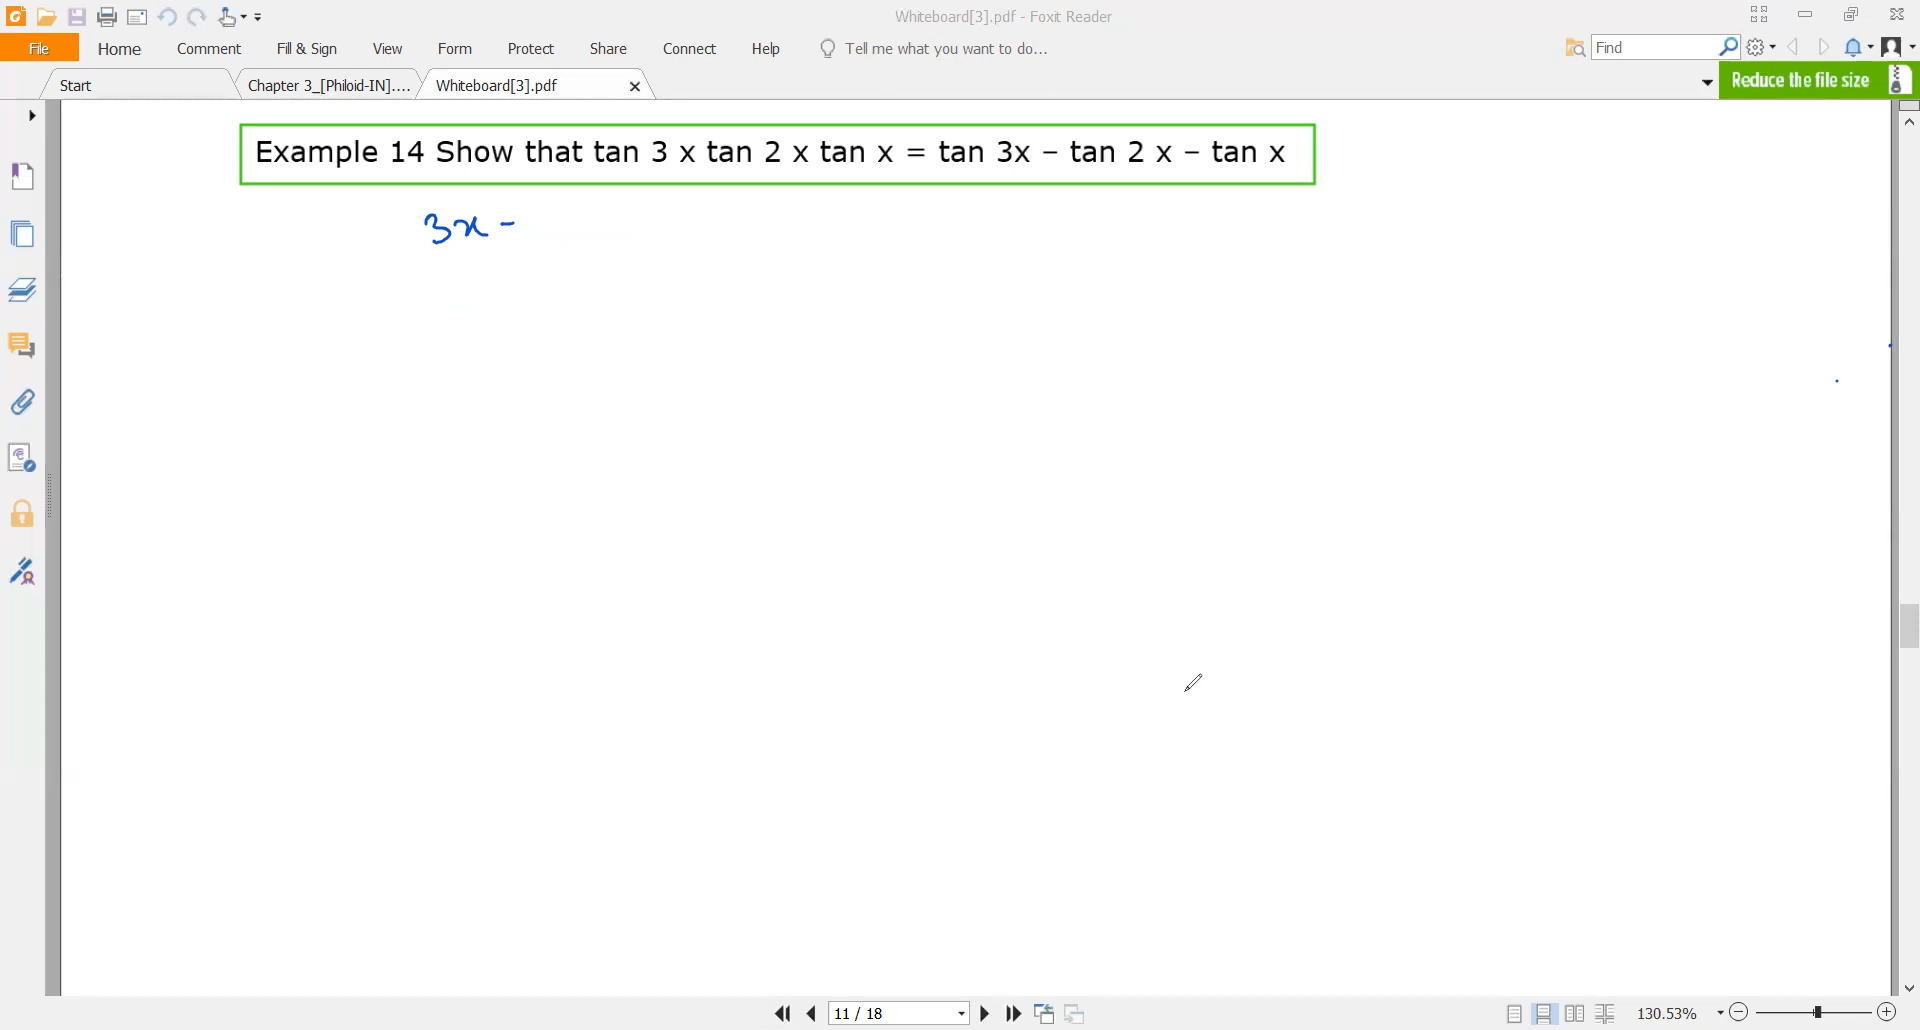 Whiteboard[3].pdf - Foxit Reader
File Home Comment Fill & Sign View Form Protect Share Connect Help Tell me what you want to do... Find
Start Chapter 3_[Philoid-IN].... Whiteboard[3].pdf Reduce the file size
Example 14 Show that tan 3 x tan 2 x tan x = tan 3x – tan 2 x – tan x
3x -
11 / 18 130.53%